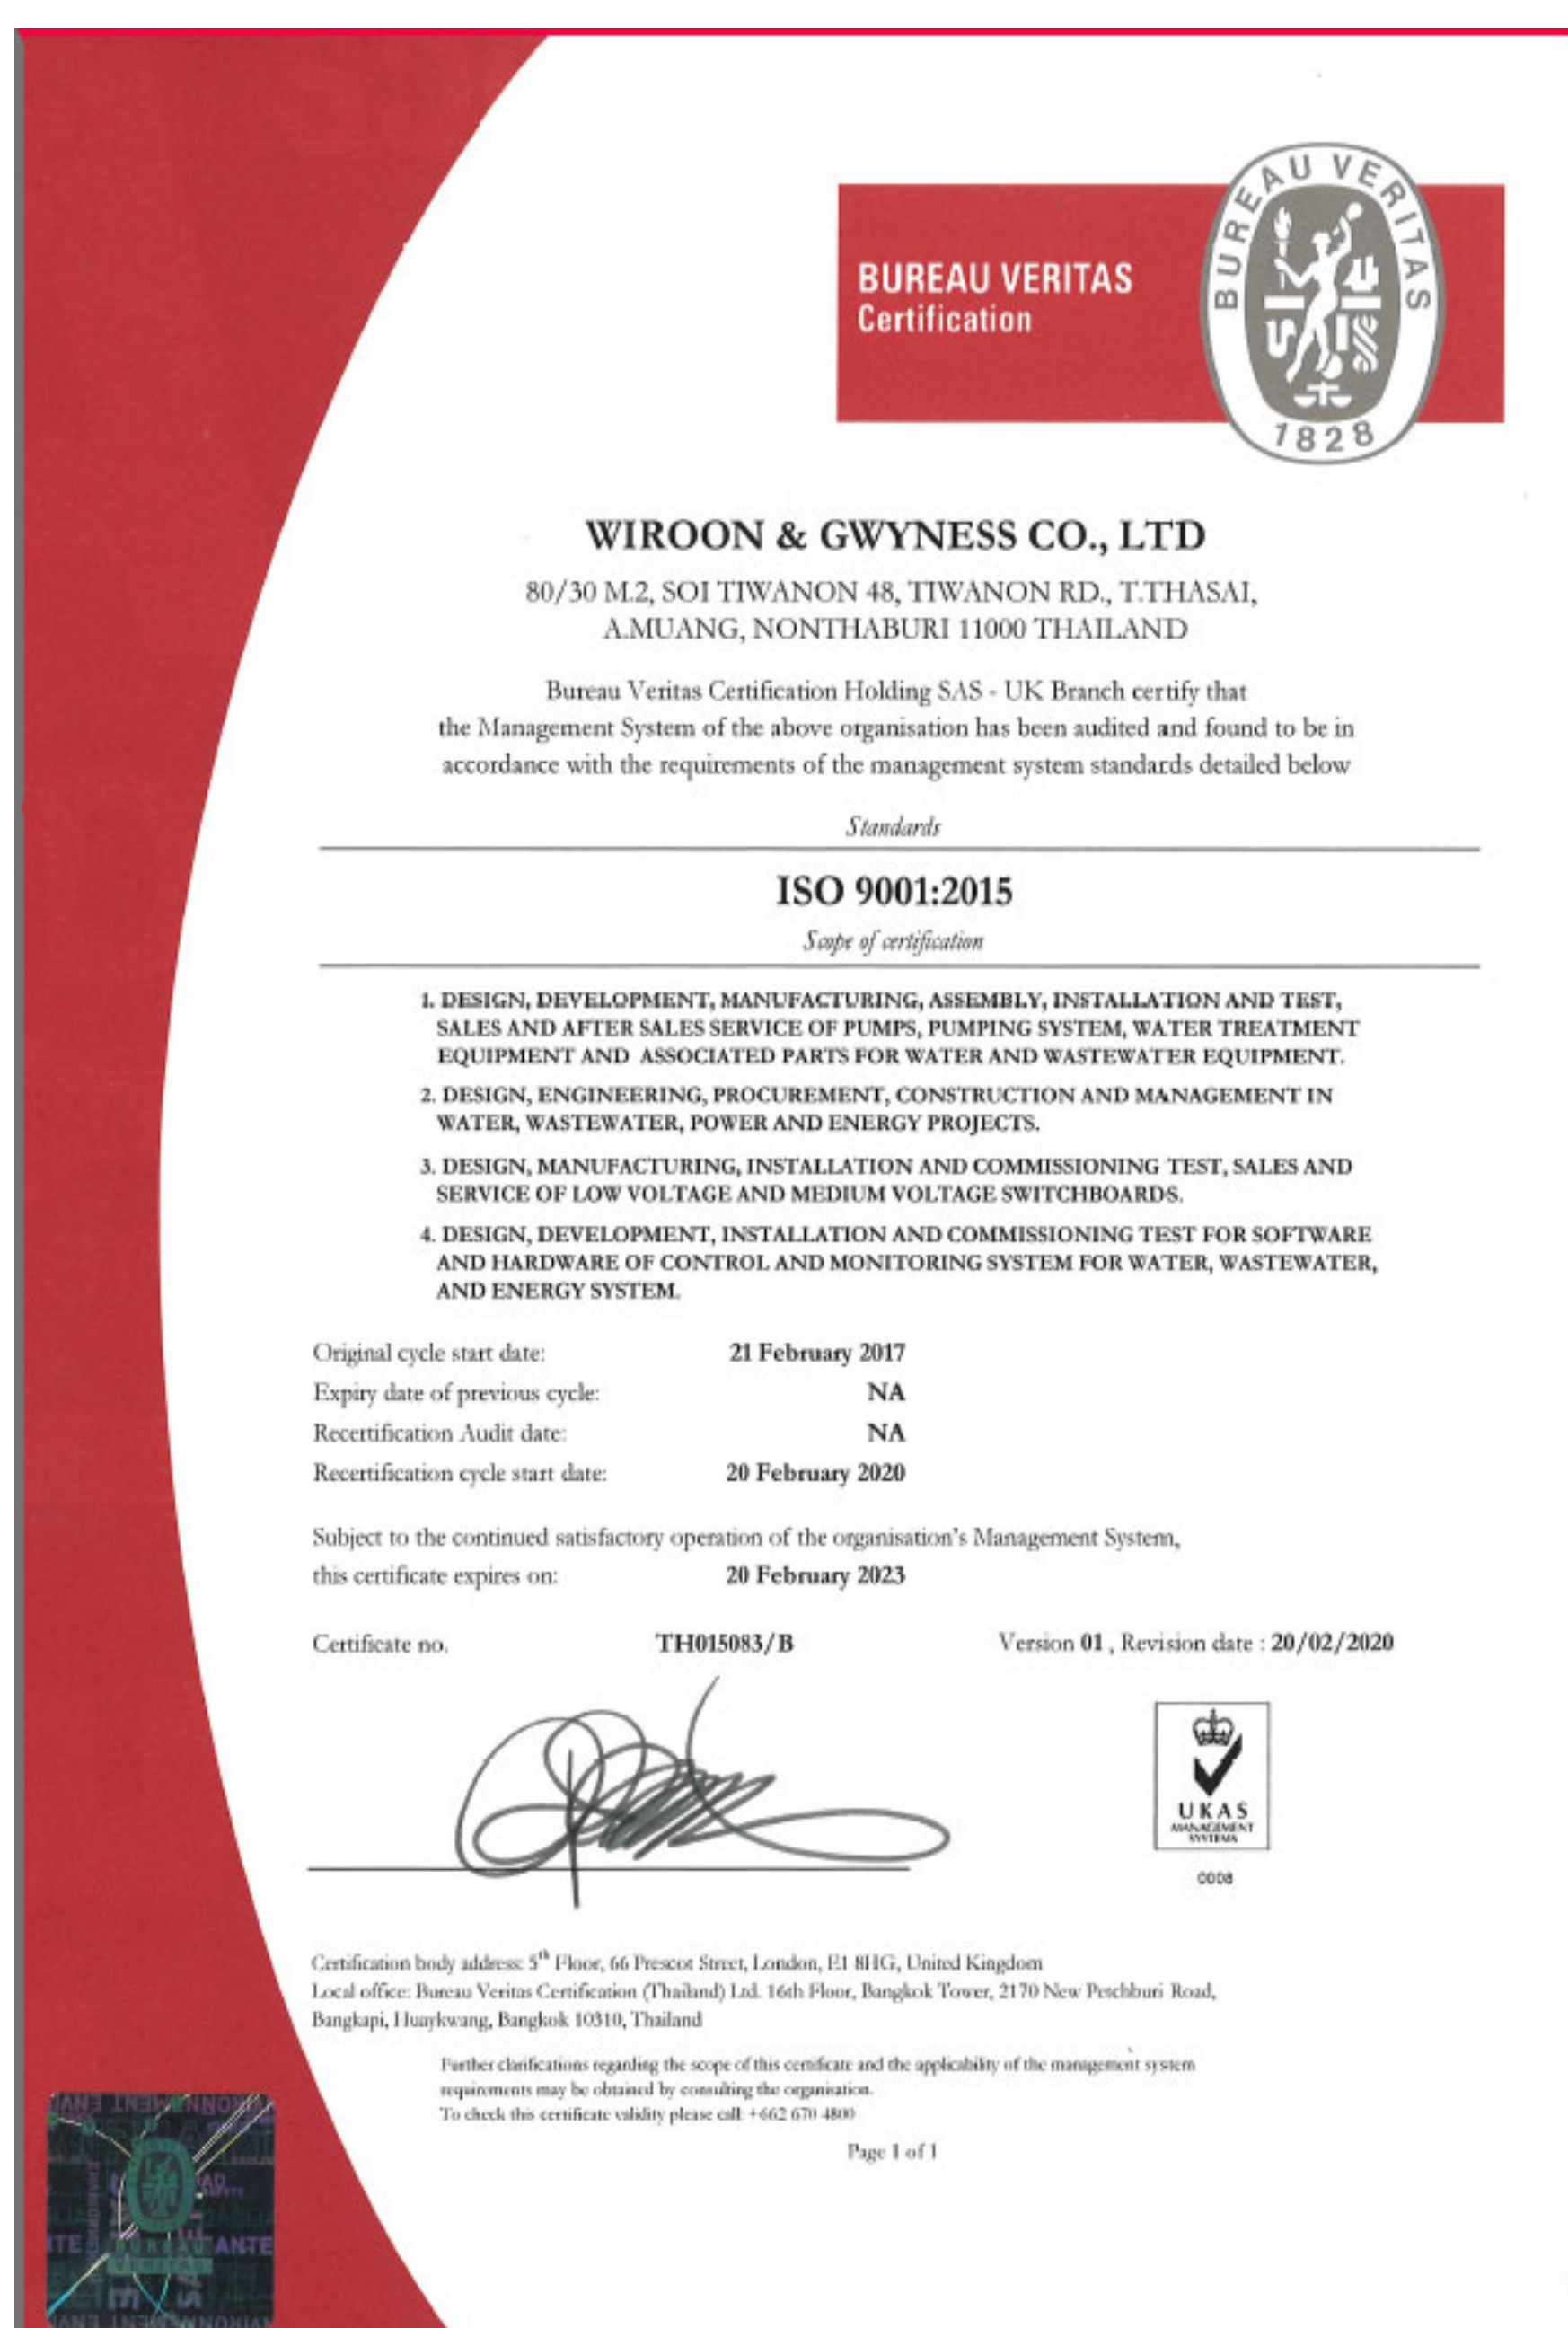 BUREAU VERITAS
Certification
BUREAU VERITAS
1828
WIROON & GWYNESS CO., LTD
80/30 M.2, SOI TIWANON 48, TIWANON RD., T.THASAI,
A.MUANG, NONTHABURI 11000 THAILAND
Bureau Veritas Certification Holding SAS - UK Branch certify that
the Management System of the above organisation has been audited and found to be in
accordance with the requirements of the management system standards detailed below
Standards
ISO 9001:2015
Scope of certification
1. DESIGN, DEVELOPMENT, MANUFACTURING, ASSEMBLY, INSTALLATION AND TEST,
SALES AND AFTER SALES SERVICE OF PUMPS, PUMPING SYSTEM, WATER TREATMENT
EQUIPMENT AND ASSOCIATED PARTS FOR WATER AND WASTEWATER EQUIPMENT.
2. DESIGN, ENGINEERING, PROCUREMENT, CONSTRUCTION AND MANAGEMENT IN
WATER, WASTEWATER, POWER AND ENERGY PROJECTS.
3. DESIGN, MANUFACTURING, INSTALLATION AND COMMISSIONING TEST, SALES AND
SERVICE OF LOW VOLTAGE AND MEDIUM VOLTAGE SWITCHBOARDS.
4. DESIGN, DEVELOPMENT, INSTALLATION AND COMMISSIONING TEST FOR SOFTWARE
AND HARDWARE OF CONTROL AND MONITORING SYSTEM FOR WATER, WASTEWATER,
AND ENERGY SYSTEM.
Original cycle start date: 21 February 2017
Expiry date of previous cycle: NA
Recertification Audit date: NA
Recertification cycle start date: 20 February 2020
Subject to the continued satisfactory operation of the organisation's Management System,
this certificate expires on: 20 February 2023
Certificate no. TH015083/B Version 01 , Revision date : 20/02/2020
UKAS
MANAGEMENT
SYSTEMS
0008
Certification body address: 5th Floor, 66 Prescot Street, London, E1 8HG, United Kingdom
Local office: Bureau Veritas Certification (Thailand) Ltd. 16th Floor, Bangkok Tower, 2170 New Petchburi Road,
Bangkapi, Huaykwang, Bangkok 10310, Thailand
Further clarifications regarding the scope of this certificate and the applicability of the management system
requirements may be obtained by consulting the organisation.
To check this certificate validity please call: +662 670 4800
Page 1 of 1
BUREAU
VERITAS